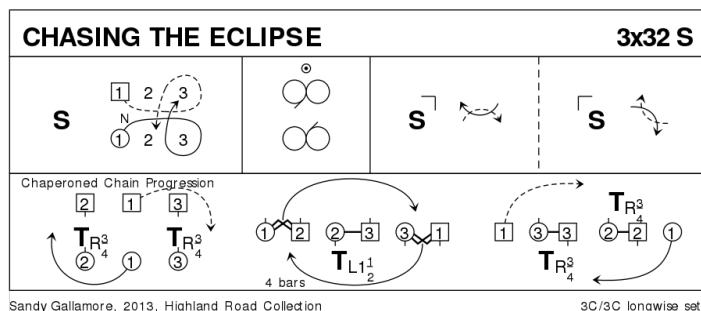 CHASING THE ECLIPSE 3x32 S
1 2 3
S
N
1 2 3
S S
Chaperoned Chain Progression
2 1 3
T R 3/4 T R 3/4
2 1 3
1 2 2 3 3 1
T L 1 1/2
4 bars
T R 3/4
1 3 3 2 2 1
T R 3/4
Sandy Gallamore, 2013, Highland Road Collection 3C/3C longwise set